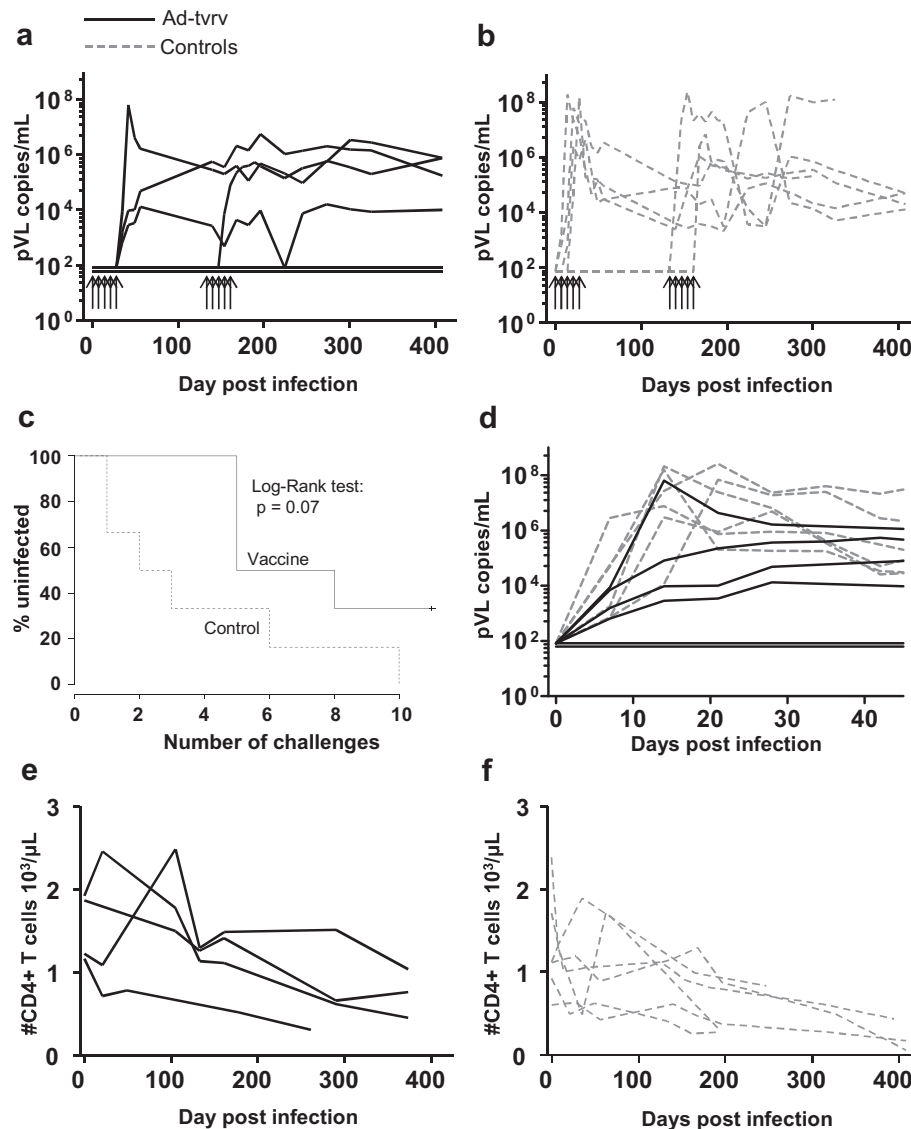 Ad-tvrv
Controls
a
pVL copies/mL
10⁸
10⁶
10⁴
10²
10⁰
0 100 200 300 400
Day post infection
b
pVL copies/mL
10⁸
10⁶
10⁴
10²
10⁰
0 100 200 300 400
Days post infection
c
% uninfected
100
80
60
40
20
0
Log-Rank test:
p = 0.07
Vaccine
Control
0 2 4 6 8 10
Number of challenges
d
pVL copies/mL
10⁸
10⁶
10⁴
10²
10⁰
0 10 20 30 40
Days post infection
e
#CD4+ T cells 10³/µL
3
2
1
0
0 100 200 300 400
Day post infection
f
#CD4+ T cells 10³/µL
3
2
1
0
0 100 200 300 400
Days post infection